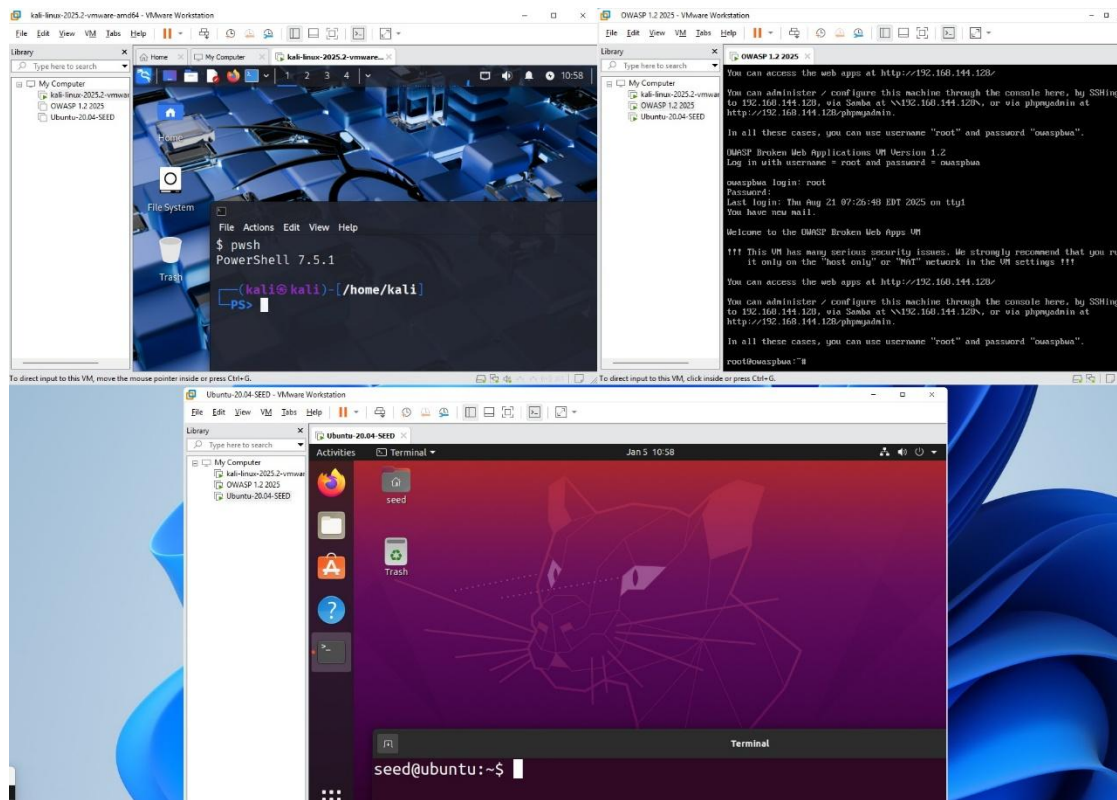 kali-linux-2025.2-vmware-amd64 - VMware Workstation
File Edit View VM Tabs Help
Library
Type here to search
My Computer
kali-linux-2025.2-vmwar
OWASP 1.2 2025
Ubuntu-20.04-SEED
Home
My Computer
kali-linux-2025.2-vmware...
1 2 3 4
10:58
Home
File System
Trash
File Actions Edit View Help
$ pwsh
PowerShell 7.5.1
(kali㉿kali)-[/home/kali]
PS>
To direct input to this VM, move the mouse pointer inside or press Ctrl+G.
OWASP 1.2 2025 - VMware Workstation
File Edit View VM Tabs Help
Library
Type here to search
My Computer
kali-linux-2025.2-vmwar
OWASP 1.2 2025
Ubuntu-20.04-SEED
OWASP 1.2 2025
You can access the web apps at http://192.168.144.128/
You can administer / configure this machine through the console here, by SSHing
to 192.168.144.128, via Samba at \\192.168.144.128\, or via phpmyadmin at
http://192.168.144.128/phpmyadmin.
In all these cases, you can use username "root" and password "owaspbwa".
OWASP Broken Web Applications VM Version 1.2
Log in with username = root and password = owaspbwa
owaspbwa login: root
Password:
Last login: Thu Aug 21 07:26:48 EDT 2025 on tty1
You have new mail.
Welcome to the OWASP Broken Web Apps VM
!!! This VM has many serious security issues. We strongly recommend that you ru
it only on the "host only" or "NAT" network in the VM settings !!!
You can access the web apps at http://192.168.144.128/
You can administer / configure this machine through the console here, by SSHing
to 192.168.144.128, via Samba at \\192.168.144.128\, or via phpmyadmin at
http://192.168.144.128/phpmyadmin.
In all these cases, you can use username "root" and password "owaspbwa".
root@owaspbwa:~#
To direct input to this VM, click inside or press Ctrl+G.
Ubuntu-20.04-SEED - VMware Workstation
File Edit View VM Tabs Help
Library
Type here to search
My Computer
kali-linux-2025.2-vmwar
OWASP 1.2 2025
Ubuntu-20.04-SEED
Ubuntu-20.04-SEED
Activities
Terminal
Jan 5 10:58
seed
Trash
Terminal
seed@ubuntu:~$